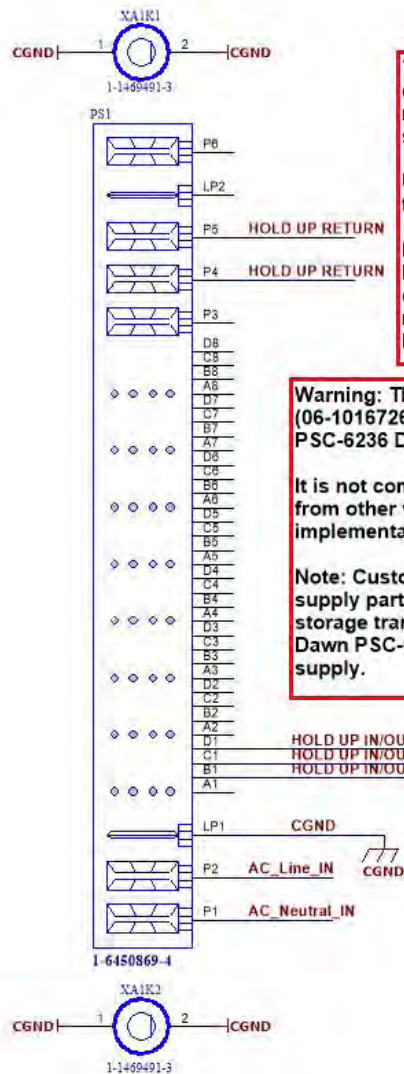 XA1K1
CGND 1 2 CGND
1-1469491-3
PS1
P6
LP2
P5 HOLD UP RETURN
P4 HOLD UP RETURN
P3
D8
C8
B8
A8
D7
C7
B7
A7
D6
C6
B6
A6
D5
C5
B5
A5
D4
C4
B4
A4
D3
C3
B3
A3
D2
C2
B2
A2
D1 HOLD UP IN/OU
C1 HOLD UP IN/OU
B1 HOLD UP IN/OU
A1
LP1 CGND
CGND
P2 AC_Line_IN
P1 AC_Neutral_IN
1-6450869-4
XA1K2
CGND 1 2 CGND
1-1469491-3
Warning: Th
(06-1016726
PSC-6236 D
It is not con
from other
implementa
Note: Custo
supply part
storage tran
Dawn PSC-
supply.